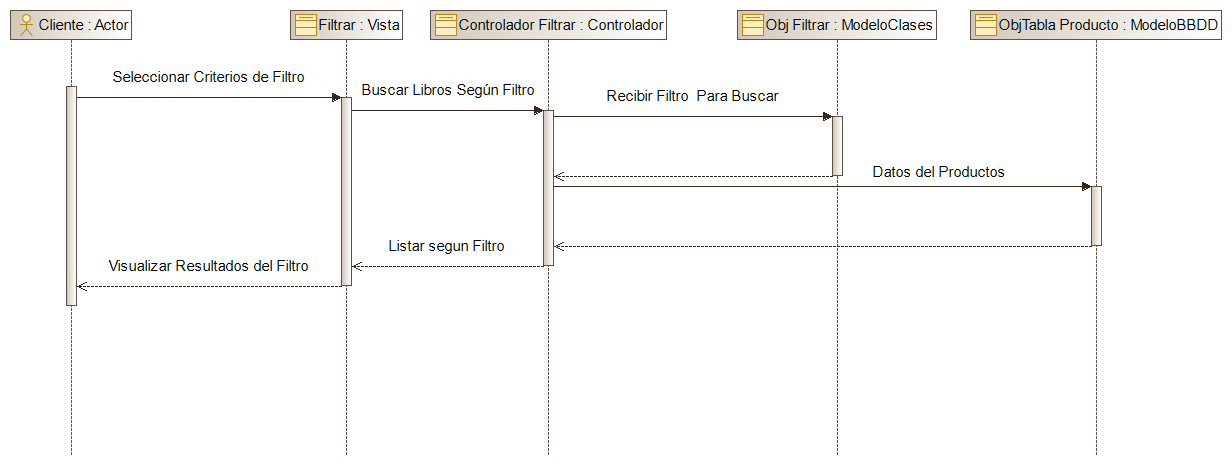 Cliente : Actor
Filtrar : Vista
Controlador Filtrar : Controlador
Obj Filtrar : ModeloClases
ObjTabla Producto : ModeloBBDD
Seleccionar Criterios de Filtro
Buscar Libros Según Filtro
Recibir Filtro  Para Buscar
Datos del Productos
Listar segun Filtro
Visualizar Resultados del Filtro